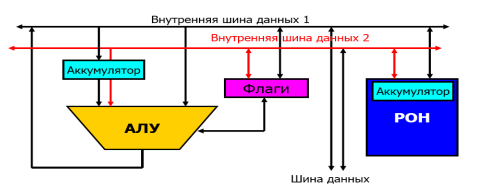 Внутренняя шина данных 1
Внутренняя шина данных 2
Аккумулятор
Флаги
Аккумулятор
АЛУ
РОН
Шина данных